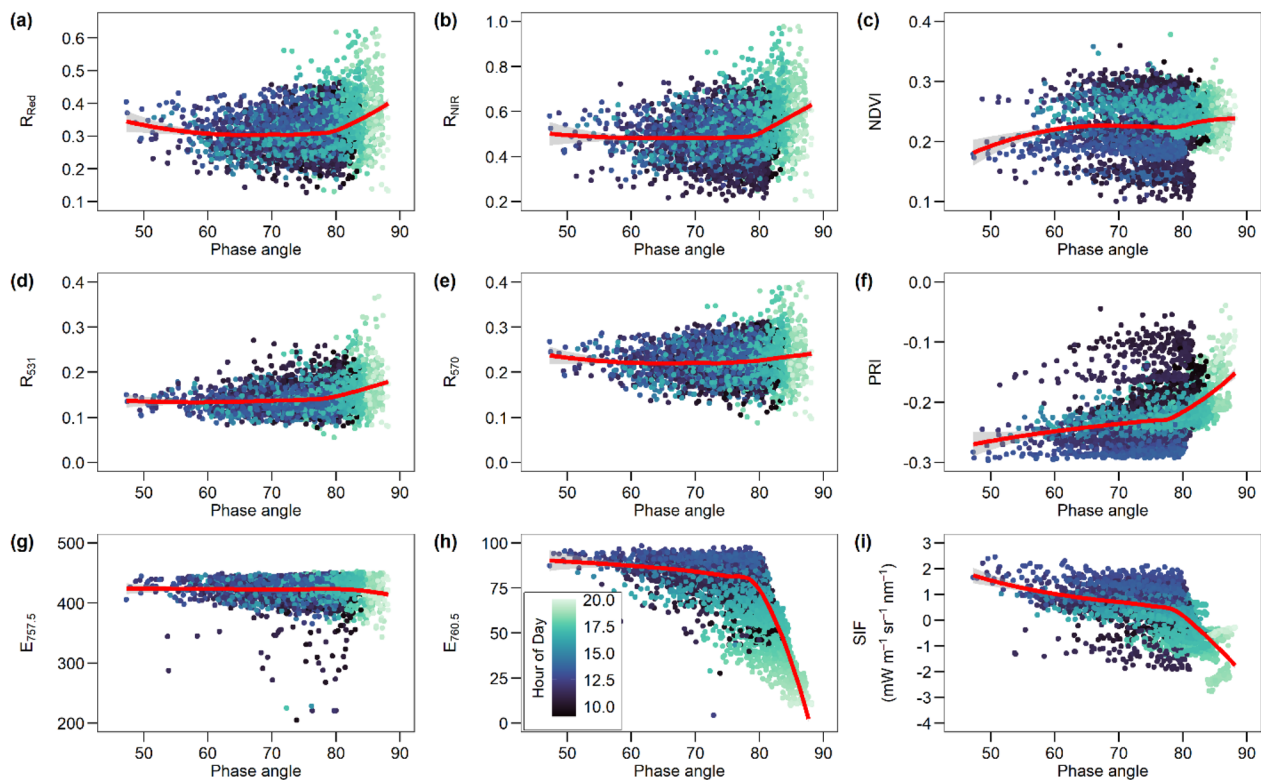 (a)
R_Red
0.6
0.5
0.4
0.3
0.2
0.1
50 60 70 80 90
Phase angle
(b)
R_NIR
1.0
0.8
0.6
0.4
0.2
50 60 70 80 90
Phase angle
(c)
NDVI
0.4
0.3
0.2
0.1
50 60 70 80 90
Phase angle
(d)
R_531
0.4
0.3
0.2
0.1
0.0
50 60 70 80 90
Phase angle
(e)
R_570
0.4
0.3
0.2
0.1
0.0
50 60 70 80 90
Phase angle
(f)
PRI
0.0
-0.1
-0.2
-0.3
50 60 70 80 90
Phase angle
(g)
E_757.5
500
400
300
200
50 60 70 80 90
Phase angle
(h)
E_760.5
100
75
50
25
0
Hour of Day
20.0
17.5
15.0
12.5
10.0
50 60 70 80 90
Phase angle
(i)
SIF
(mW m⁻¹ sr⁻¹ nm⁻¹)
3
2
1
0
-1
-2
-3
-4
50 60 70 80 90
Phase angle